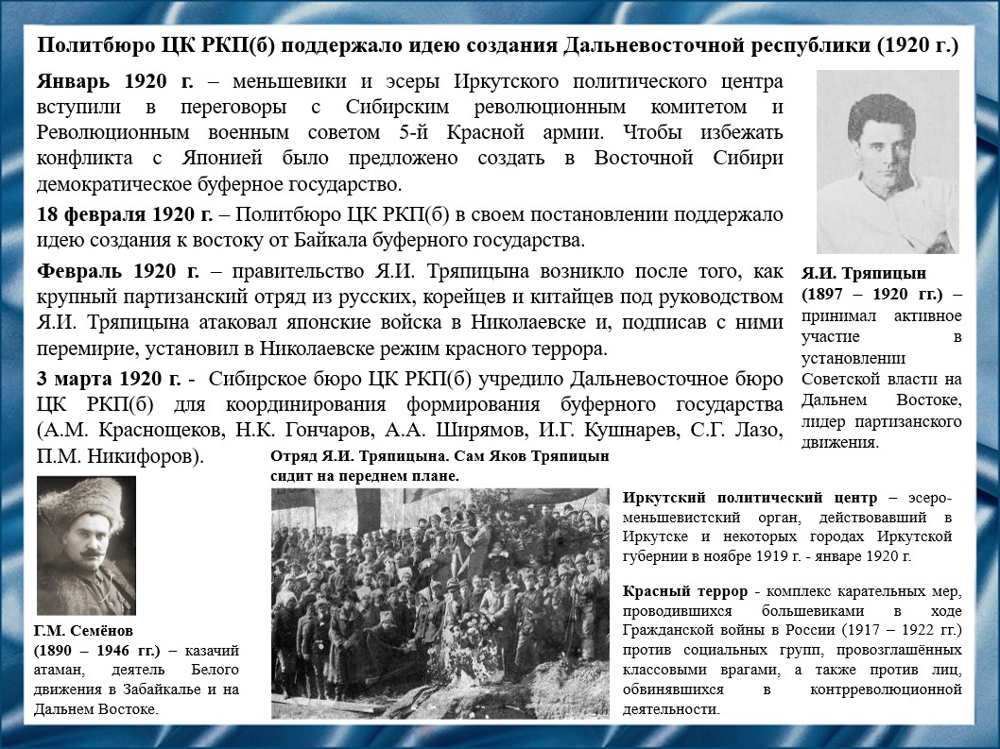 Политбюро ЦК РКП(б) поддержало идею создания Дальневосточной республики (1920 г.)
Январь 1920 г. – меньшевики и эсеры Иркутского политического центра
вступили в переговоры с Сибирским революционным комитетом и
Революционным военным советом 5-й Красной армии. Чтобы избежать
конфликта с Японией было предложено создать в Восточной Сибири
демократическое буферное государство.
18 февраля 1920 г. – Политбюро ЦК РКП(б) в своем постановлении поддержало
идею создания к востоку от Байкала буферного государства.
Февраль 1920 г. – правительство Я.И. Тряпицына возникло после того, как
крупный партизанский отряд из русских, корейцев и китайцев под руководством
Я.И. Тряпицына атаковал японские войска в Николаевске и, подписав с ними
перемирие, установил в Николаевске режим красного террора.
3 марта 1920 г. - Сибирское бюро ЦК РКП(б) учредило Дальневосточное бюро
ЦК РКП(б) для координирования формирования буферного государства
(А.М. Краснощеков, Н.К. Гончаров, А.А. Ширямов, И.Г. Кушнарев, С.Г. Лазо,
П.М. Никифоров).
Я.И. Тряпицын
(1897 – 1920 гг.) –
принимал активное
участие в
установлении
Советской власти на
Дальнем Востоке,
лидер партизанского
движения.
Отряд Я.И. Тряпицына. Сам Яков Тряпицын
сидит на переднем плане.
Г.М. Семёнов
(1890 – 1946 гг.) – казачий
атаман, деятель Белого
движения в Забайкалье и на
Дальнем Востоке.
Иркутский политический центр – эсеро-
меньшевистский орган, действовавший в
Иркутске и некоторых городах Иркутской
губернии в ноябре 1919 г. - январе 1920 г.
Красный террор - комплекс карательных мер,
проводившихся большевиками в ходе
Гражданской войны в России (1917 – 1922 гг.)
против социальных групп, провозглашённых
классовыми врагами, а также против лиц,
обвинявшихся в контрреволюционной
деятельности.